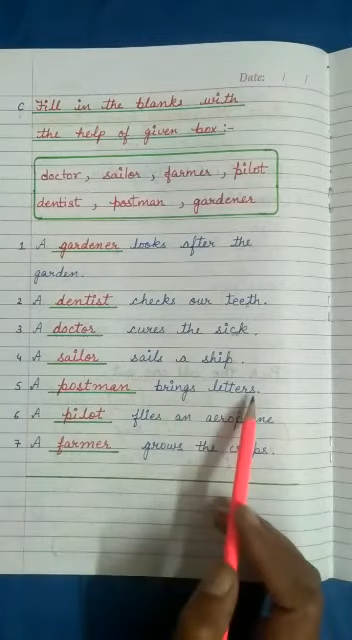 Date: / /
C Fill in the blanks with
the help of given box :-
doctor, sailor, farmer, pilot
dentist, postman, gardener
1 A gardener looks after the
garden.
2 A dentist checks our teeth.
3 A doctor cures the sick.
4 A sailor sails a ship.
5 A postman brings letters.
6 A pilot flies an
7 A farmer grows the